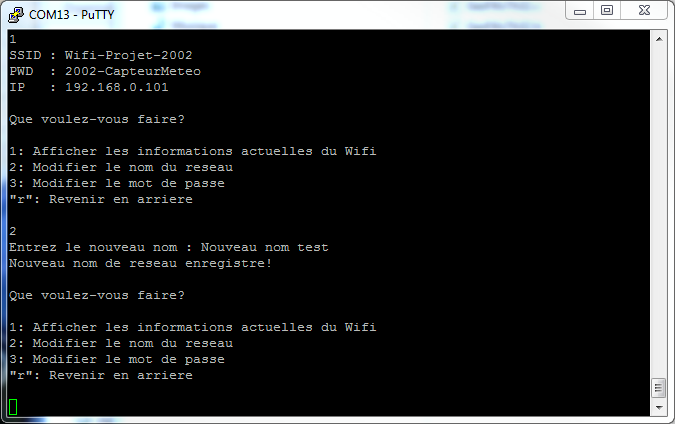 COM13 - PuTTY
1
SSID : Wifi-Projet-2002
PWD  : 2002-CapteurMeteo
IP   : 192.168.0.101
Que voulez-vous faire?
1: Afficher les informations actuelles du Wifi
2: Modifier le nom du reseau
3: Modifier le mot de passe
"r": Revenir en arriere
2
Entrez le nouveau nom : Nouveau nom test
Nouveau nom de reseau enregistre!
Que voulez-vous faire?
1: Afficher les informations actuelles du Wifi
2: Modifier le nom du reseau
3: Modifier le mot de passe
"r": Revenir en arriere